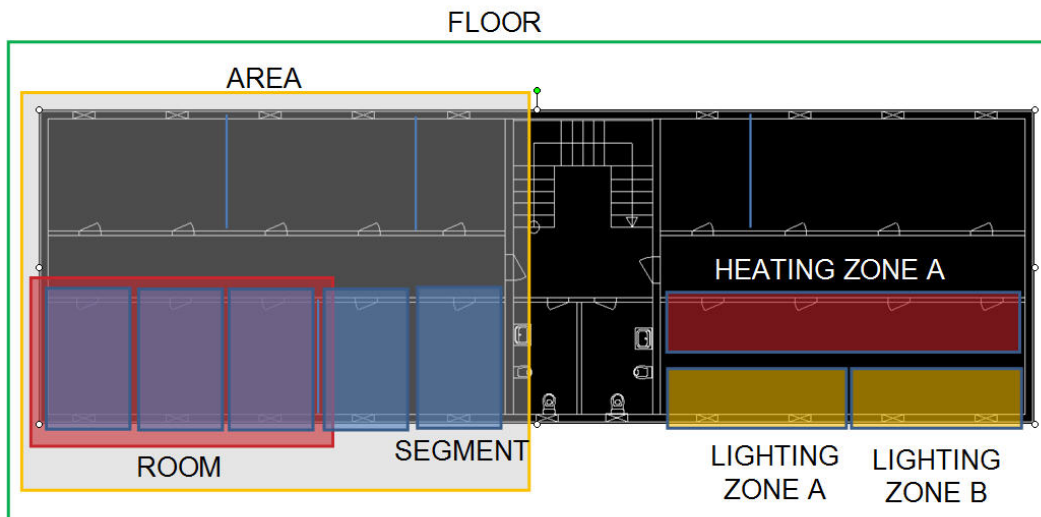 FLOOR
AREA
HEATING ZONE A
ROOM
SEGMENT
LIGHTING
ZONE A
LIGHTING
ZONE B